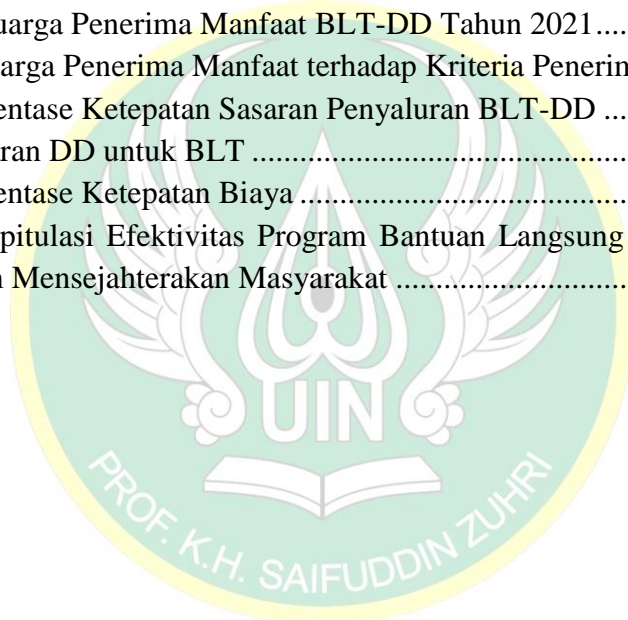 uarga Penerima Manfaat BLT-DD Tahun 2021....
arga Penerima Manfaat terhadap Kriteria Penerin
entase Ketepatan Sasaran Penyaluran BLT-DD ...
ran DD untuk BLT ..........................................................
entase Ketepatan Biaya ..................................................
pitulasi Efektivitas Program Bantuan Langsung
n Mensejahterakan Masyarakat ...................................
UIN
PROF. K.H. SAIFUDDIN ZUHRI